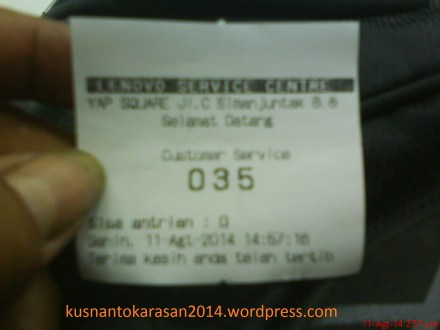 LENOVO SERVICE CENTRE
YAP SQUARE Jl.C Simanjuntak B.8
Selamat Datang
Customer Service
035
Sisa antrian : 0
Senin, 11-Agt-2014 14:57:16
Terima kasih anda telah tertib
kusnantokarasan2014.wordpress.com